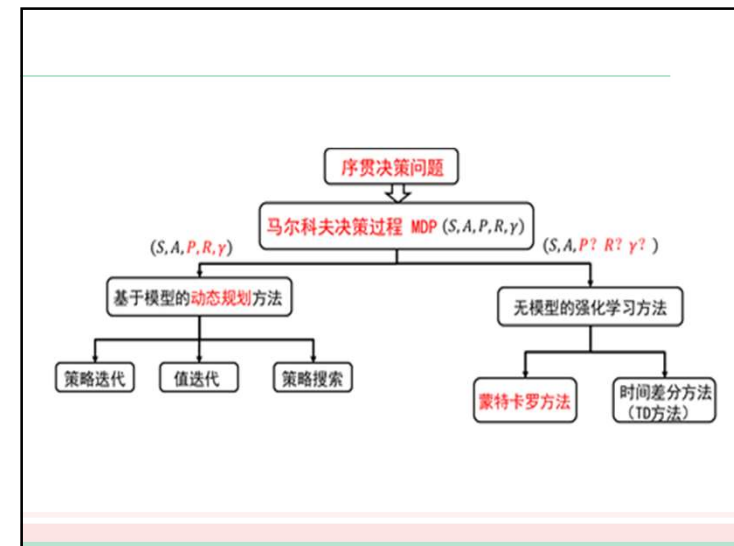 序贯决策问题
马尔科夫决策过程 MDP (S,A,P,R,γ)
(S,A,P,R,γ)
(S,A,P? R? γ? )
基于模型的动态规划方法
无模型的强化学习方法
策略迭代
值迭代
策略搜索
蒙特卡罗方法
时间差分方法
(TD方法)